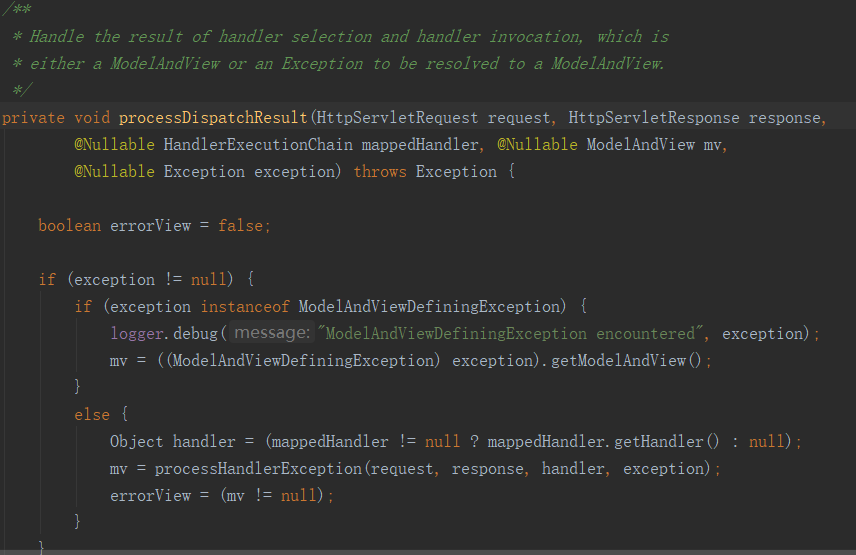 /**
 * Handle the result of handler selection and handler invocation, which is
 * either a ModelAndView or an Exception to be resolved to a ModelAndView.
 */
private void processDispatchResult(HttpServletRequest request, HttpServletResponse response,
        @Nullable HandlerExecutionChain mappedHandler, @Nullable ModelAndView mv,
        @Nullable Exception exception) throws Exception {
    boolean errorView = false;
    if (exception != null) {
        if (exception instanceof ModelAndViewDefiningException) {
            logger.debug( message: "ModelAndViewDefiningException encountered", exception);
            mv = ((ModelAndViewDefiningException) exception).getModelAndView();
        }
        else {
            Object handler = (mappedHandler != null ? mappedHandler.getHandler() : null);
            mv = processHandlerException(request, response, handler, exception);
            errorView = (mv != null);
        }
    }